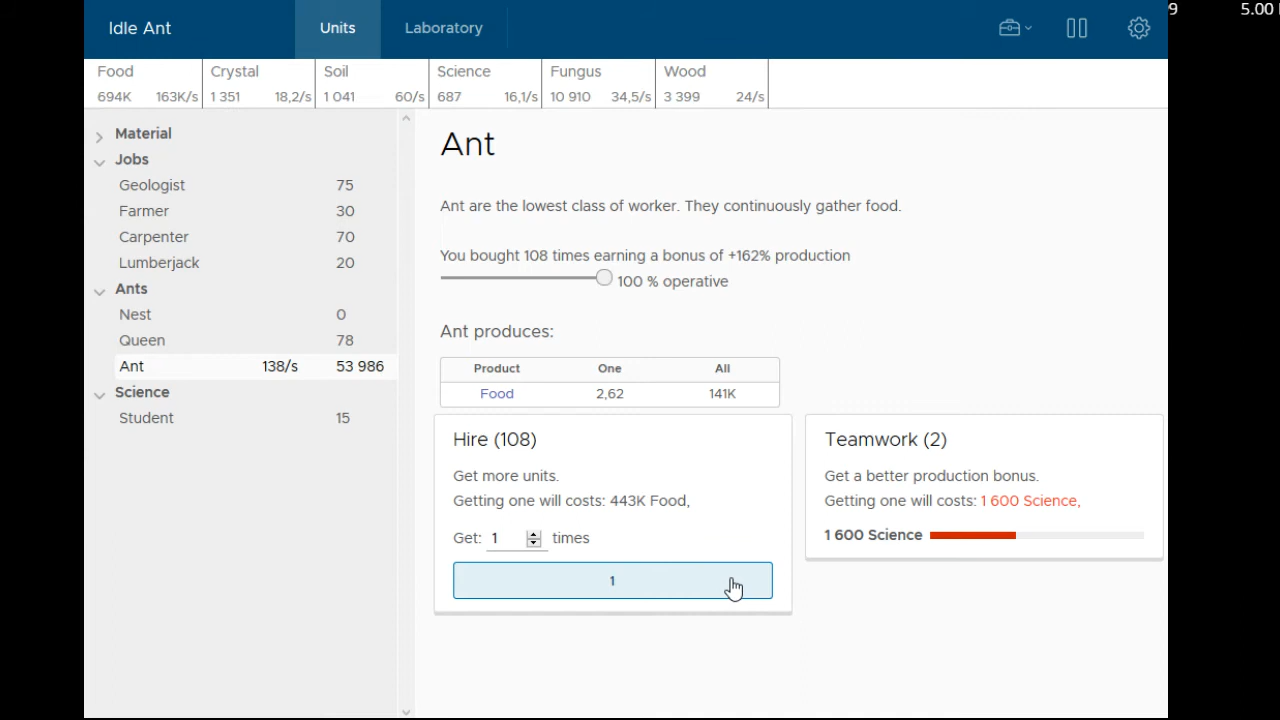 9 5.00
Idle Ant Units Laboratory
Food Crystal Soil Science Fungus Wood
694K 163K/s 1 351 18,2/s 1 041 60/s 687 16,1/s 10 910 34,5/s 3 399 24/s
Material
Jobs
Geologist 75
Farmer 30
Carpenter 70
Lumberjack 20
Ants
Nest 0
Queen 78
Ant 138/s 53 986
Science
Student 15
Ant
Ant are the lowest class of worker. They continuously gather food.
You bought 108 times earning a bonus of +162% production
100 % operative
Ant produces:
Product One All
Food 2,62 141K
Hire (108)
Get more units.
Getting one will costs: 443K Food,
Get: 1 times
1
Teamwork (2)
Get a better production bonus.
Getting one will costs: 1 600 Science,
1 600 Science